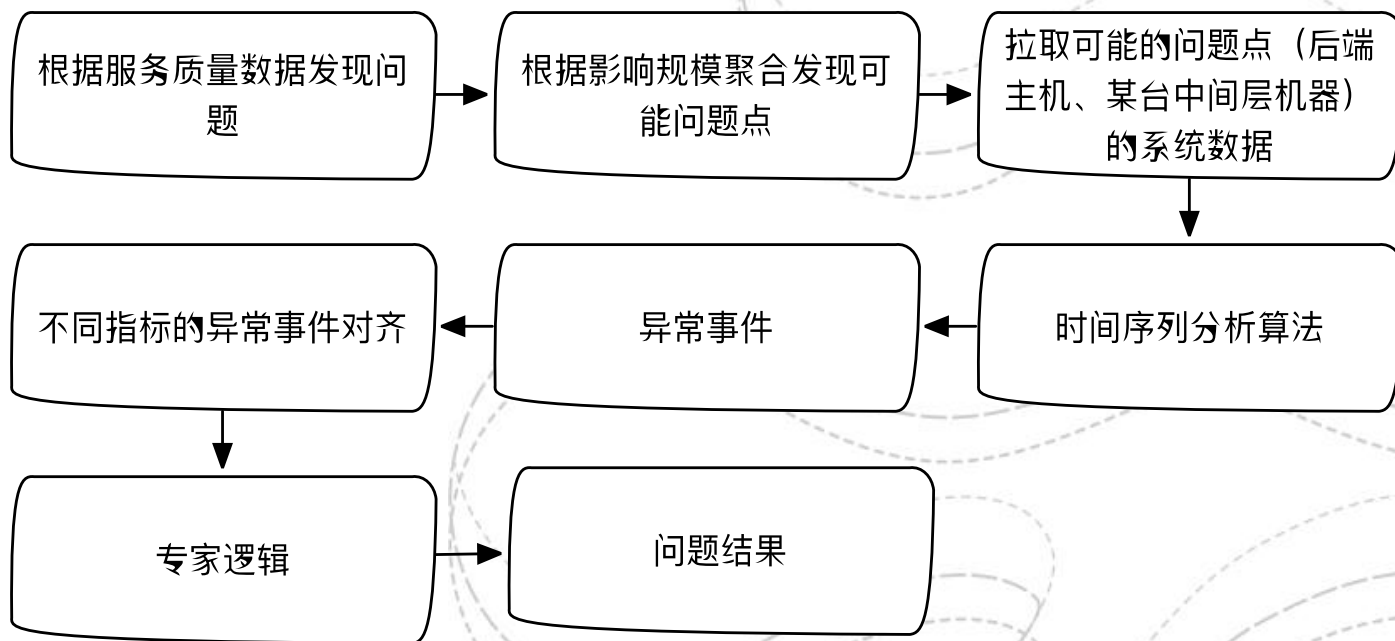 根据服务质量数据发现问
题
根据影响规模聚合发现可
能问题点
拉取可能的问题点（后端
主机、某台中间层机器）
的系统数据
时间序列分析算法
异常事件
不同指标的异常事件对齐
专家逻辑
问题结果